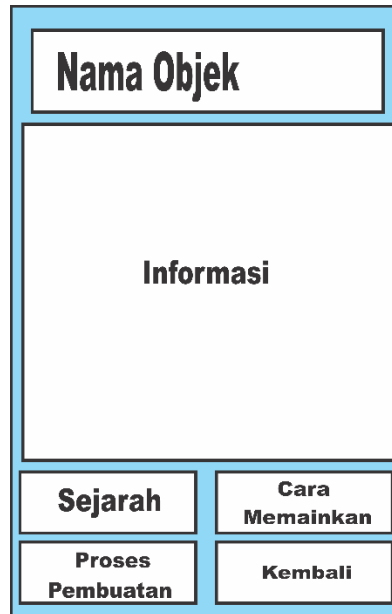 Nama Objek
Informasi
Sejarah
Cara
Memainkan
Proses
Pembuatan
Kembali